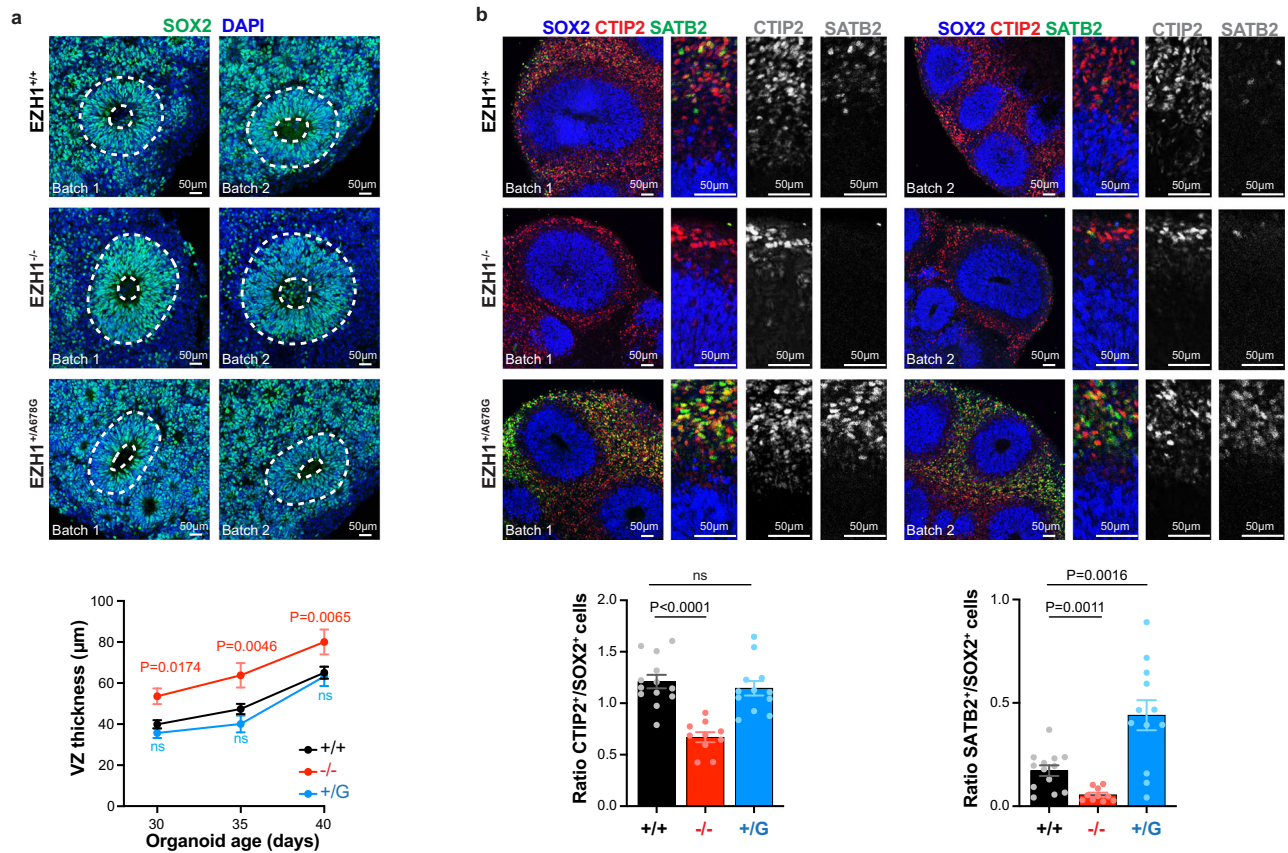 a
SOX2 DAPI
EZH1+/+
Batch 1
50µm
Batch 2
50µm
EZH1-/-
Batch 1
50µm
Batch 2
50µm
EZH1+/A678G
Batch 1
50µm
Batch 2
50µm
VZ thickness (µm)
100
80
60
40
20
0
P=0.0174
P=0.0046
P=0.0065
ns
ns
ns
+/+
-/-
+/G
30
35
40
Organoid age (days)
b
SOX2 CTIP2 SATB2
CTIP2
SATB2
SOX2 CTIP2 SATB2
CTIP2
SATB2
EZH1+/+
Batch 1
50µm
50µm
50µm
Batch 2
50µm
50µm
50µm
EZH1-/-
Batch 1
50µm
50µm
50µm
Batch 2
50µm
50µm
50µm
EZH1+/A678G
Batch 1
50µm
50µm
50µm
Batch 2
50µm
50µm
50µm
Ratio CTIP2+/SOX2+ cells
2.0
1.5
1.0
0.5
0.0
ns
P<0.0001
+/+
-/-
+/G
Ratio SATB2+/SOX2+ cells
1.0
0.5
0.0
P=0.0016
P=0.0011
+/+
-/-
+/G